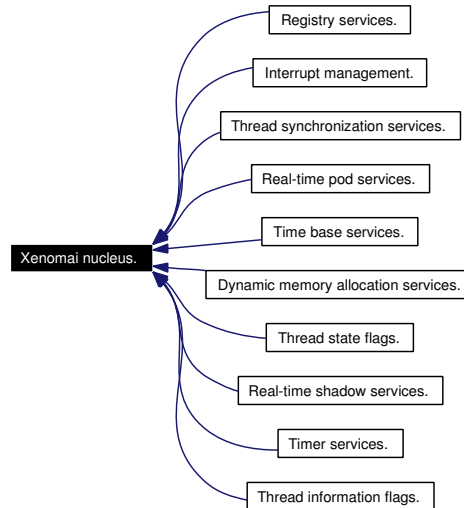 Registry services.
Interrupt management.
Thread synchronization services.
Real-time pod services.
Time base services.
Xenomai nucleus.
Dynamic memory allocation services.
Thread state flags.
Real-time shadow services.
Timer services.
Thread information flags.